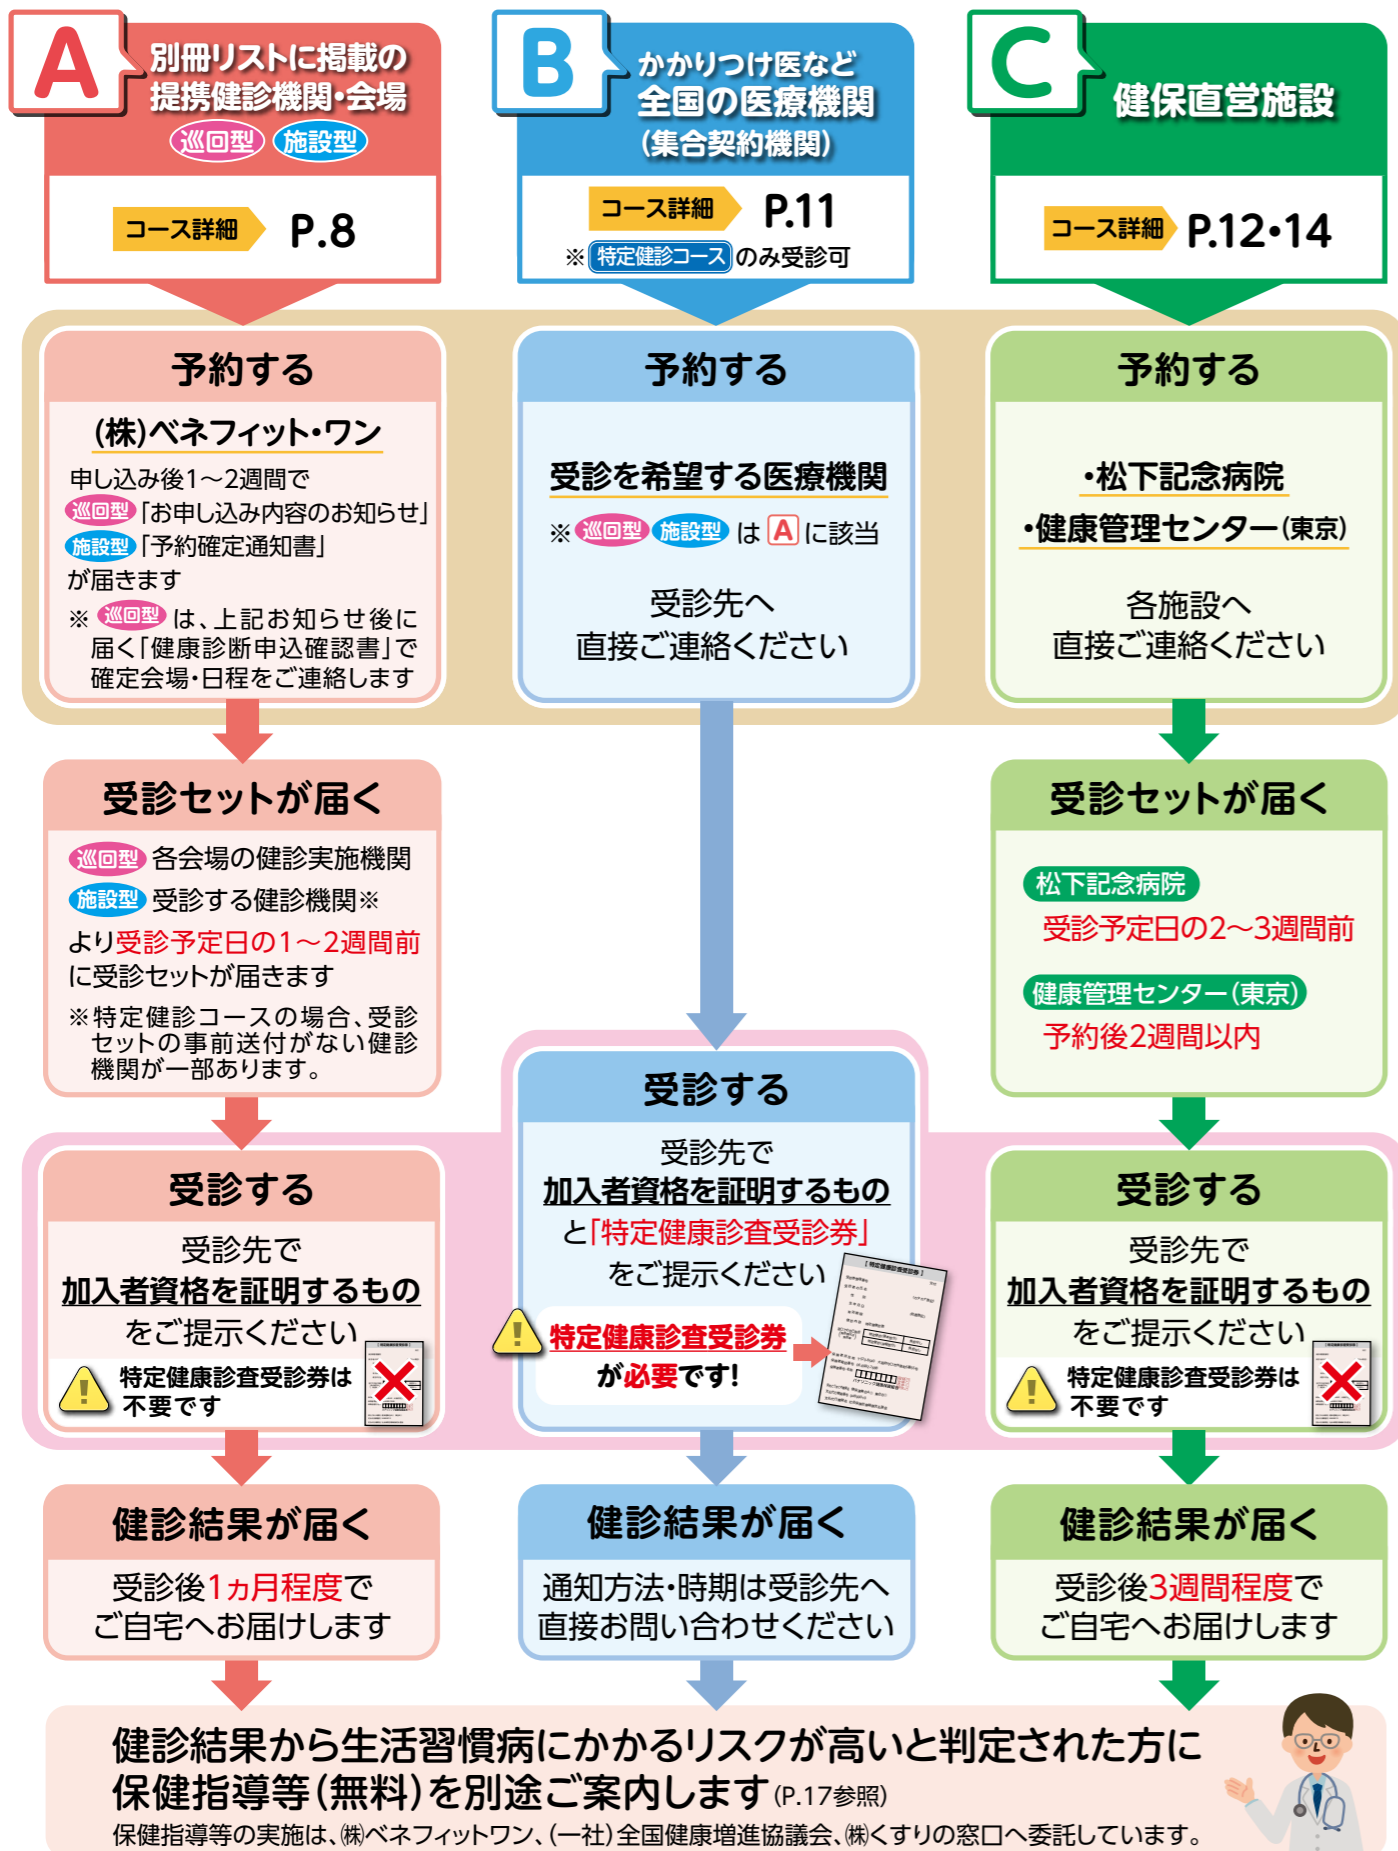 A
別冊リストに掲載の
提携健診機関・会場
巡回型 施設型
コース詳細 P.8
B
かかりつけ医など
全国の医療機関
(集合契約機関)
コース詳細 P.11
※特定健診コースのみ受診可
C
健保直営施設
コース詳細 P.12・14
予約する
(株)ベネフィット・ワン
申し込み後1～2週間で
巡回型「お申し込み内容のお知らせ」
施設型「予約確定通知書」
が届きます
※巡回型は、上記お知らせ後に
届く「健康診断申込確認書」で
確定会場・日程をご連絡します
予約する
受診を希望する医療機関
※巡回型 施設型はAに該当
受診先へ
直接ご連絡ください
予約する
・松下記念病院
・健康管理センター(東京)
各施設へ
直接ご連絡ください
受診セットが届く
巡回型 各会場の健診実施機関
施設型 受診する健診機関※
より受診予定日の1～2週間前
に受診セットが届きます
※特定健診コースの場合、受診
セットの事前送付がない健診
機関が一部あります。
受診セットが届く
松下記念病院
受診予定日の2～3週間前
健康管理センター(東京)
予約後2週間以内
受診する
受診先で
加入者資格を証明するもの
をご提示ください
特定健康診査受診券は
不要です
受診する
受診先で
加入者資格を証明するもの
と「特定健康診査受診券」
をご提示ください
特定健康診査受診券
が必要です!
[特定健康診査受診券]
受診する
受診先で
加入者資格を証明するもの
をご提示ください
特定健康診査受診券は
不要です
健診結果が届く
受診後1ヵ月程度で
ご自宅へお届けします
健診結果が届く
通知方法・時期は受診先へ
直接お問い合わせください
健診結果が届く
受診後3週間程度で
ご自宅へお届けします
健診結果から生活習慣病にかかるリスクが高いと判定された方に
保健指導等(無料)を別途ご案内します(P.17参照)
保健指導等の実施は、㈱ベネフィットワン、(一社)全国健康増進協議会、㈱くすりの窓口へ委託しています。